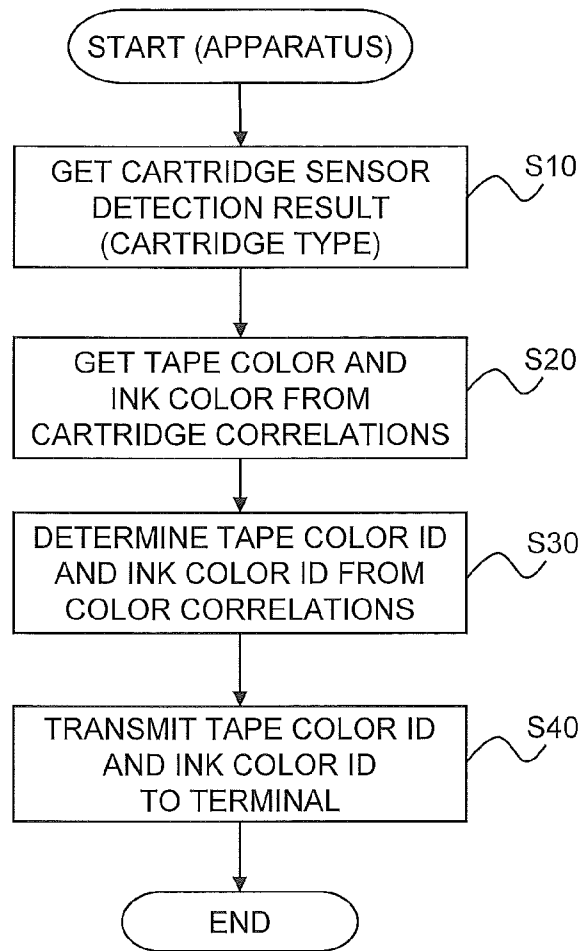 START (APPARATUS)
GET CARTRIDGE SENSOR
DETECTION RESULT
(CARTRIDGE TYPE)
S10
GET TAPE COLOR AND
INK COLOR FROM
CARTRIDGE CORRELATIONS
S20
DETERMINE TAPE COLOR ID
AND INK COLOR ID FROM
COLOR CORRELATIONS
S30
TRANSMIT TAPE COLOR ID
AND INK COLOR ID
TO TERMINAL
S40
END